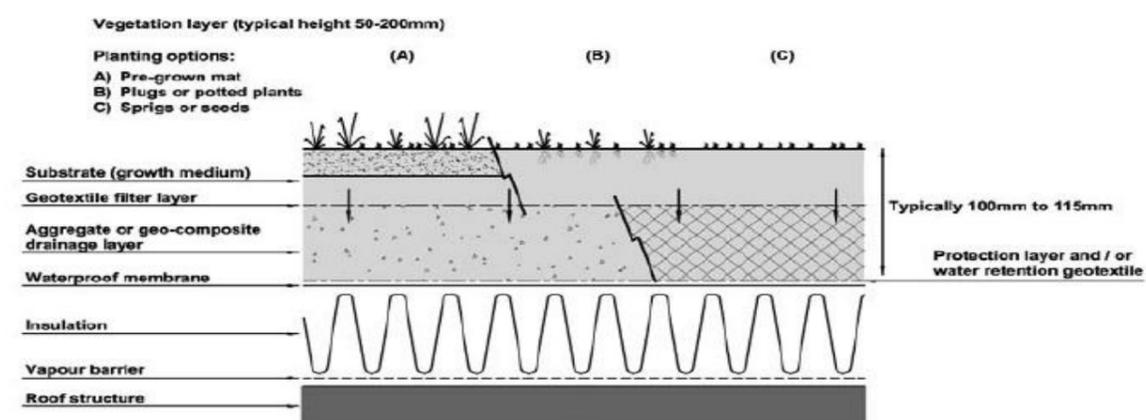 Vegetation layer (typical height 50-200mm)
Planting options:
(A)
(B)
(C)
A) Pre-grown mat
B) Plugs or potted plants
C) Sprigs or seeds
Substrate (growth medium)
Geotextile filter layer
Aggregate or geo-composite
drainage layer
Waterproof membrane
Insulation
Vapour barrier
Roof structure
Typically 100mm to 115mm
Protection layer and / or
water retention geotextile